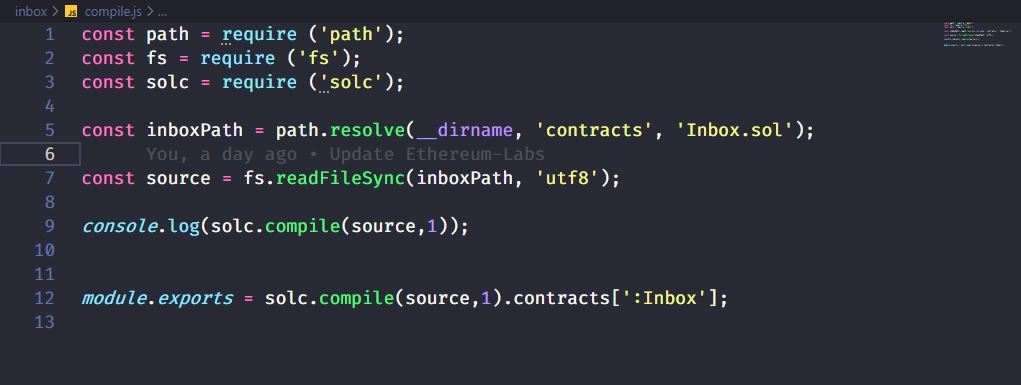 inbox > JS compile.js > ...
1 const path = require ('path');
2 const fs = require ('fs');
3 const solc = require ('solc');
4
5 const inboxPath = path.resolve(__dirname, 'contracts', 'Inbox.sol');
6 You, a day ago • Update Ethereum-Labs
7 const source = fs.readFileSync(inboxPath, 'utf8');
8
9 console.log(solc.compile(source,1));
10
11
12 module.exports = solc.compile(source,1).contracts[':Inbox'];
13